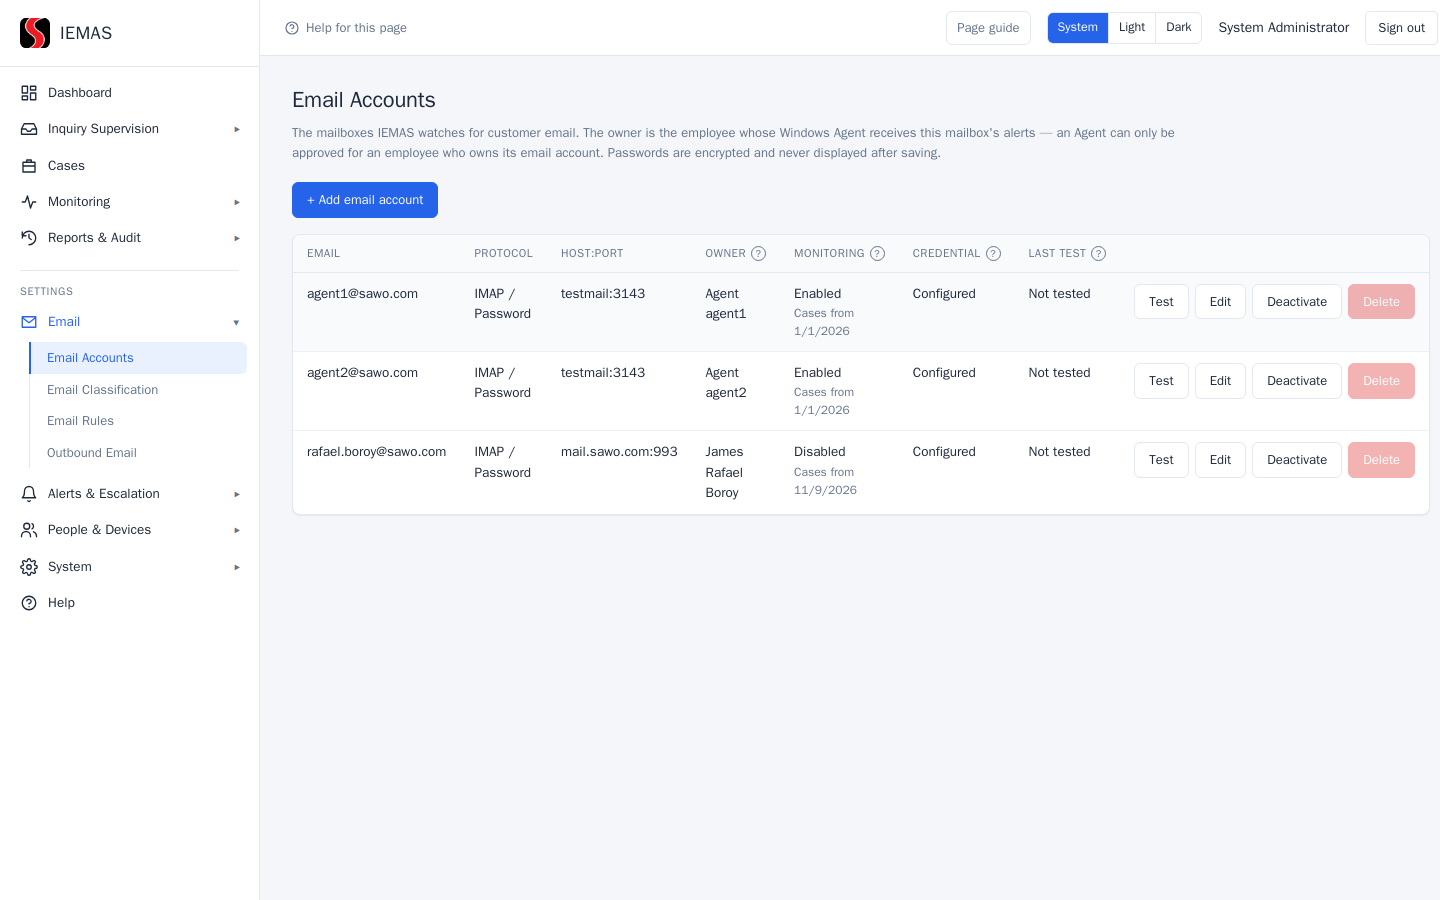 IEMAS
Help for this page
Page guide
System
Light
Dark
System Administrator
Sign out
Dashboard
Inquiry Supervision
Cases
Monitoring
Reports & Audit
SETTINGS
Email
Email Accounts
Email Classification
Email Rules
Outbound Email
Alerts & Escalation
People & Devices
System
Help
Email Accounts
The mailboxes IEMAS watches for customer email. The owner is the employee whose Windows Agent receives this mailbox's alerts — an Agent can only be
approved for an employee who owns its email account. Passwords are encrypted and never displayed after saving.
+ Add email account
EMAIL PROTOCOL HOST:PORT OWNER ? MONITORING ? CREDENTIAL ? LAST TEST ?
agent1@sawo.com IMAP / testmail:3143 Agent Enabled Configured Not tested Test Edit Deactivate Delete
Password agent1 Cases from
1/1/2026
agent2@sawo.com IMAP / testmail:3143 Agent Enabled Configured Not tested Test Edit Deactivate Delete
Password agent2 Cases from
1/1/2026
rafael.boroy@sawo.com IMAP / mail.sawo.com:993 James Disabled Configured Not tested Test Edit Deactivate Delete
Password Rafael Cases from
Boroy 11/9/2026